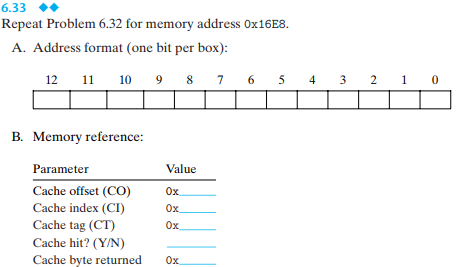 6.33 ◆◆
Repeat Problem 6.32 for memory address 0x16E8.
A. Address format (one bit per box):
12 11 10 9 8 7 6 5 4 3 2 1 0
B. Memory reference:
Parameter Value
Cache offset (CO) 0x
Cache index (CI) 0x
Cache tag (CT) 0x
Cache hit? (Y/N)
Cache byte returned 0x